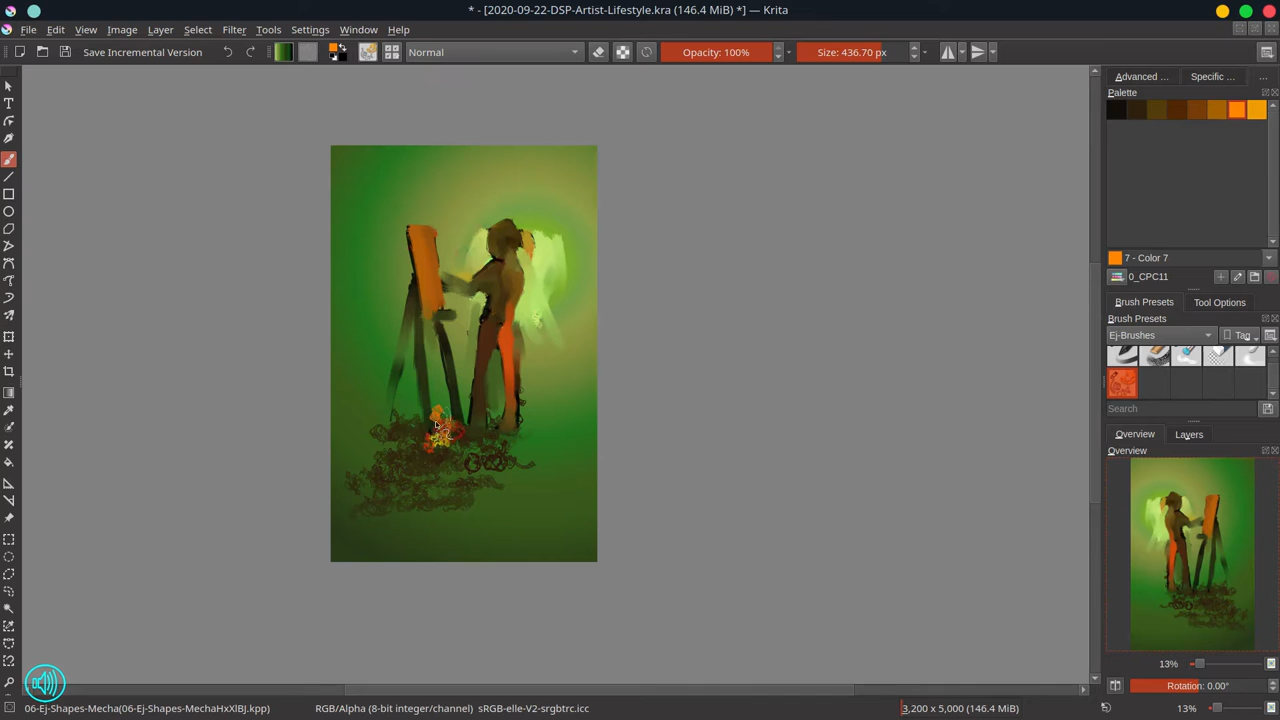 * - [2020-09-22-DSP-Artist-Lifestyle.kra (146.4 MiB) *] — Krita
File Edit View Image Layer Select Filter Tools Settings Window Help
Save Incremental Version Normal Opacity: 100% Size: 436.70 px
Advanced ... Specific ... ...
Palette
7 - Color 7
0_CPC11
Brush Presets Tool Options
Brush Presets
Ej-Brushes Tag
Search
Overview Layers
Overview
13%
Rotation: 0.00°
06-Ej-Shapes-Mecha(06-Ej-Shapes-MechaHxXlBJ.kpp) RGB/Alpha (8-bit integer/channel) sRGB-elle-V2-srgbtrc.icc 3,200 x 5,000 (146.4 MiB) 13%